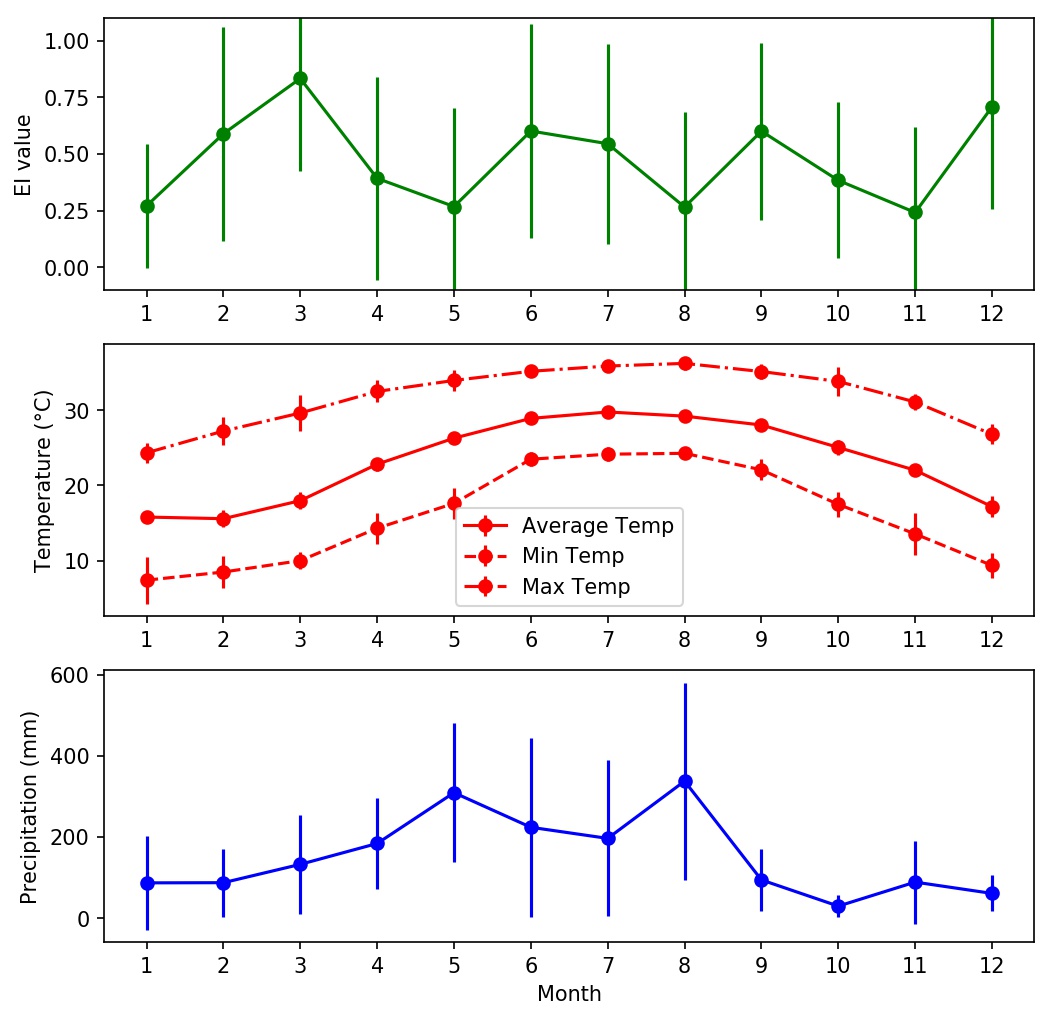 EI value
1.00
0.75
0.50
0.25
0.00
1 2 3 4 5 6 7 8 9 10 11 12
Temperature (°C)
30
20
10
Average Temp
Min Temp
Max Temp
1 2 3 4 5 6 7 8 9 10 11 12
Precipitation (mm)
600
400
200
0
1 2 3 4 5 6 7 8 9 10 11 12
Month